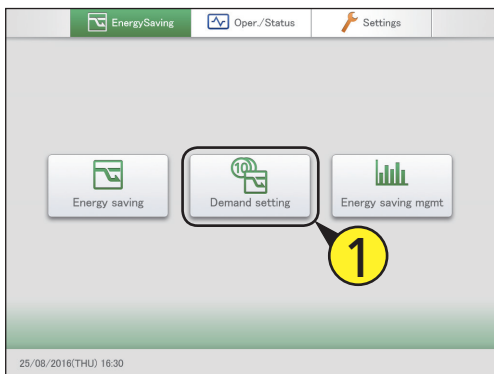 EnergySaving
Oper./Status
Settings
10
Energy saving
Demand setting
Energy saving mgmt
1
25/08/2016(THU) 16:30